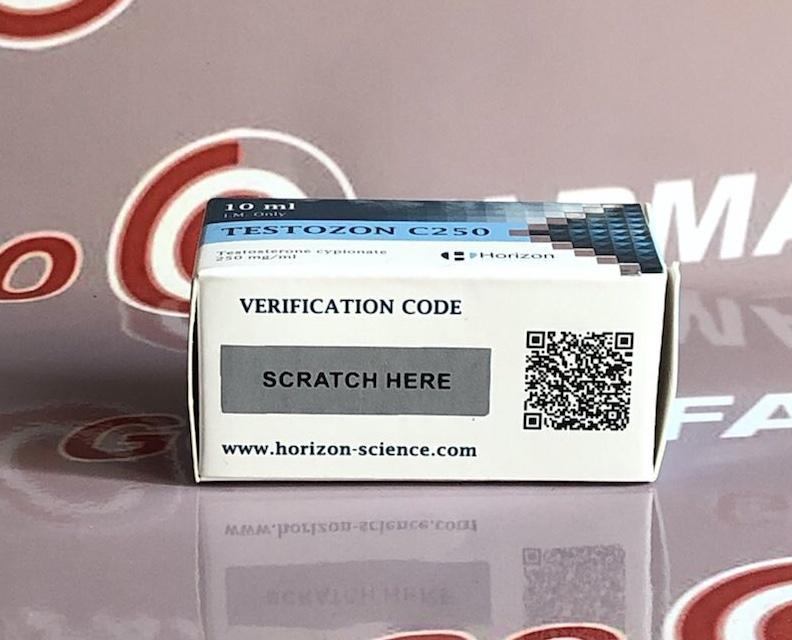 10 ml
I.M. Only
TESTOZON C250
Testosterone cypionate
250 mg/ml
Horizon
VERIFICATION CODE
SCRATCH HERE
www.horizon-science.com